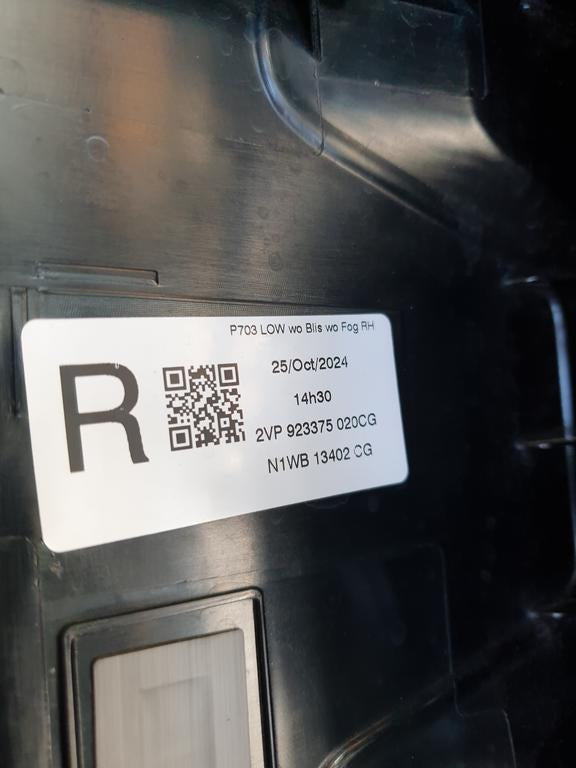 P703 LOW wo Blis wo Fog RH
R
25/Oct/2024
14h30
2VP 923375 020CG
N1WB 13402 CG